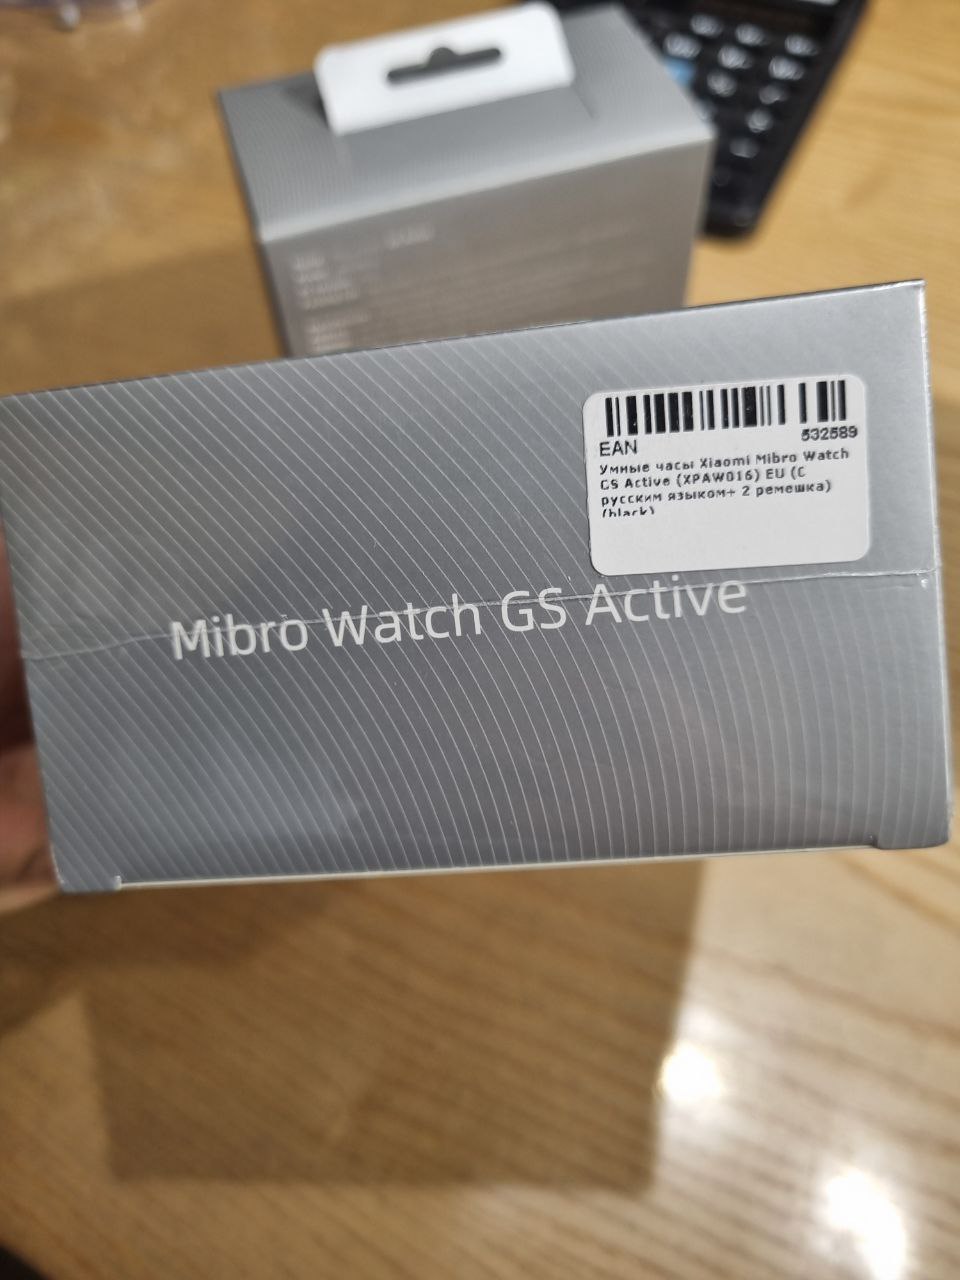 EAN 532589
Умные часы Xiaomi Mibro Watch
GS Active (XPAW016) EU (С
русским языком+ 2 ремешка)
(black)
Mibro Watch GS Active